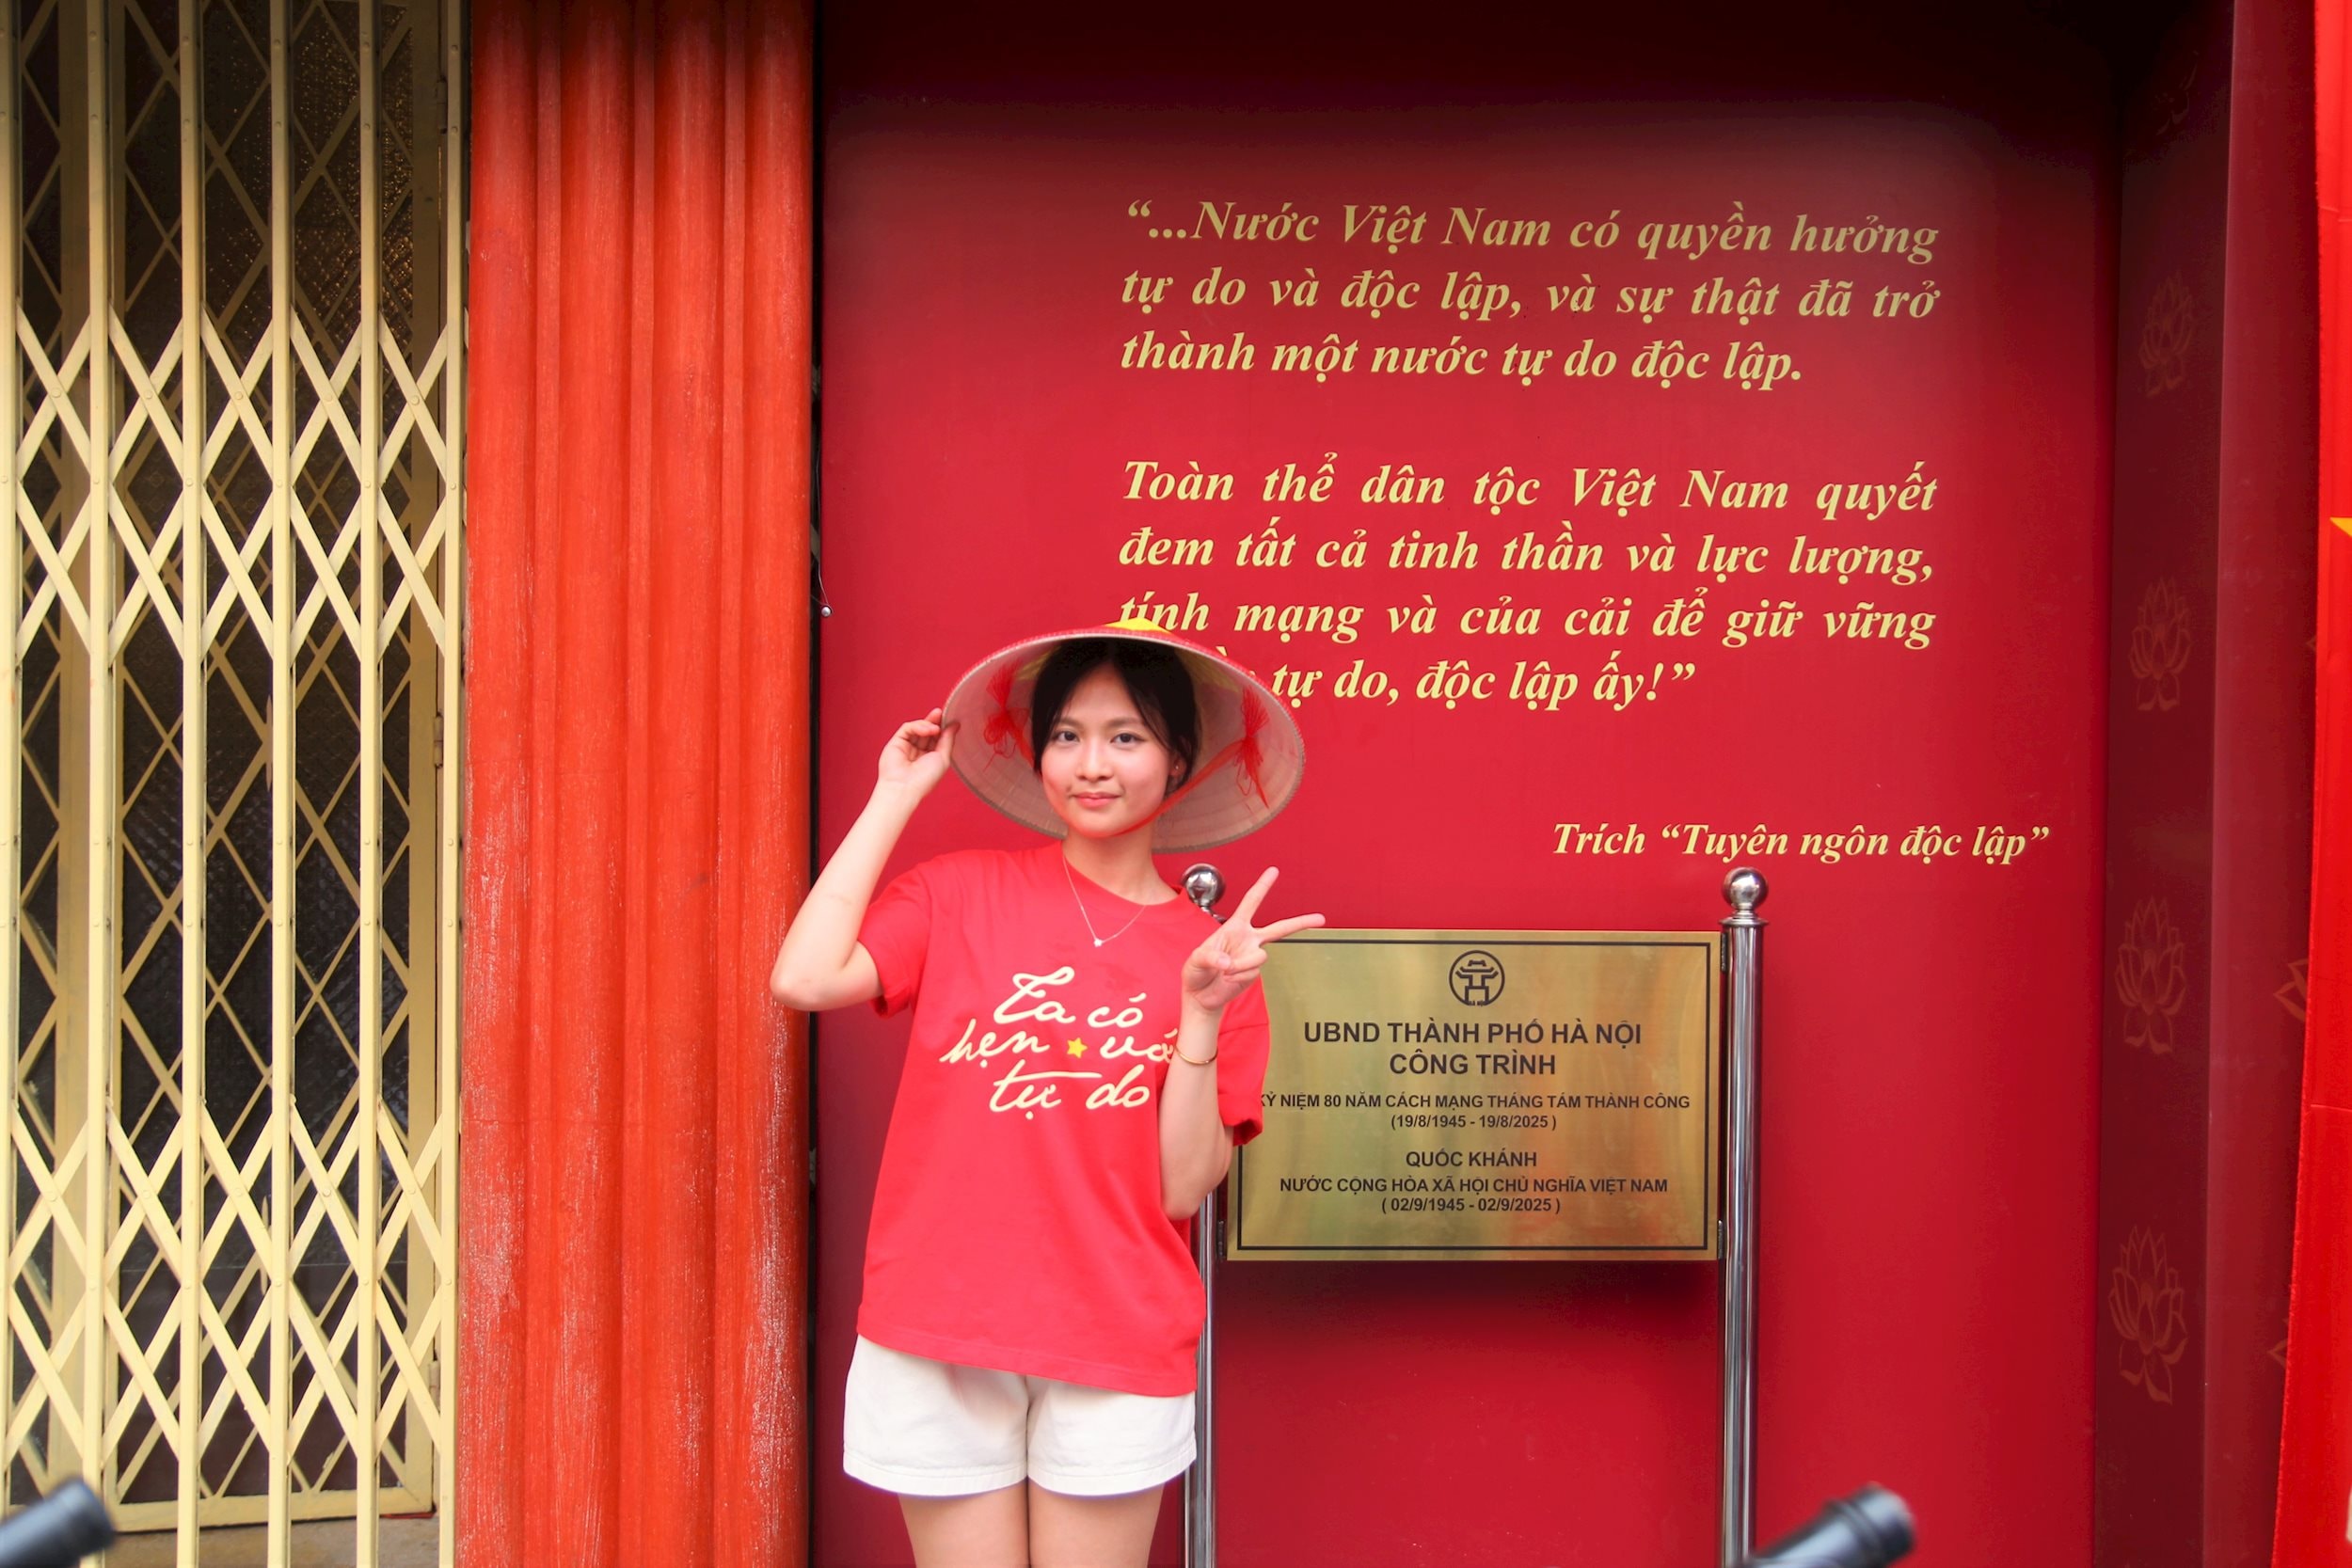 “...Nước Việt Nam có quyền hưởng
tự do và độc lập, và sự thật đã trở
thành một nước tự do độc lập.
Toàn thể dân tộc Việt Nam quyết
đem tất cả tinh thần và lực lượng,
tính mạng và của cải để giữ vững
tự do, độc lập ấy!”
Trích “Tuyên ngôn độc lập”
Ta có
hẹn
tự do
HÀ NỘI
UBND THÀNH PHỐ HÀ NỘI
CÔNG TRÌNH
KỶ NIỆM 80 NĂM CÁCH MẠNG THÁNG TÁM THÀNH CÔNG
(19/8/1945 - 19/8/2025 )
QUỐC KHÁNH
NƯỚC CỘNG HÒA XÃ HỘI CHỦ NGHĨA VIỆT NAM
( 02/9/1945 - 02/9/2025 )